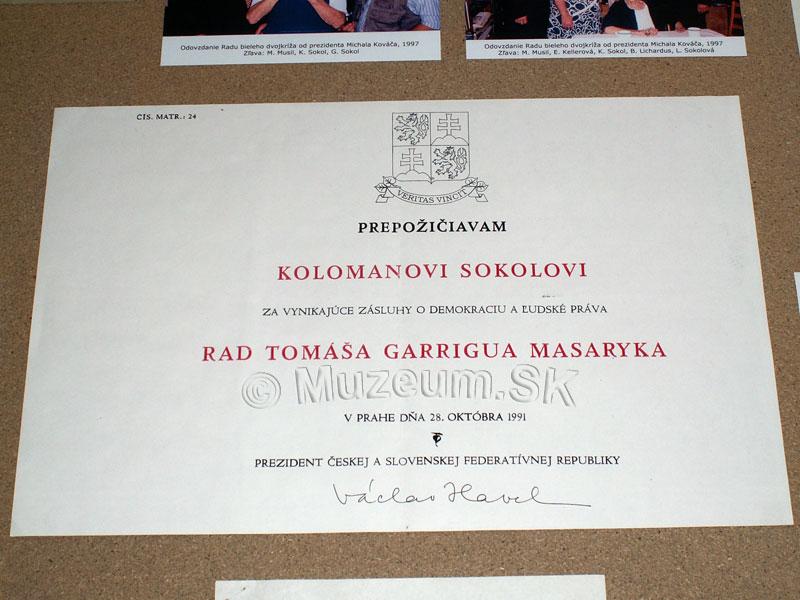 Odovzdanie Radu bieleho dvojkríža od prezidenta Michala Kováča, 1997
Zľava: M. Musil, K. Sokol, G. Sokol
Odovzdanie Radu bieleho dvojkríža od prezidenta Michala Kováča, 1997
Zľava: M. Musil, E. Kellerová, K. Sokol, B. Lichardus, L. Sokolová
ČÍS. MATR.: 24
VERITAS VINCIT
PREPOŽIČIAVAM
KOLOMANOVI SOKOLOVI
ZA VYNIKAJÚCE ZÁSLUHY O DEMOKRACIU A ĽUDSKÉ PRÁVA
RAD TOMÁŠA GARRIGUA MASARYKA
© Muzeum.SK
V PRAHE DŇA 28. OKTÓBRA 1991
PREZIDENT ČESKEJ A SLOVENSKEJ FEDERATÍVNEJ REPUBLIKY
Václav Havel